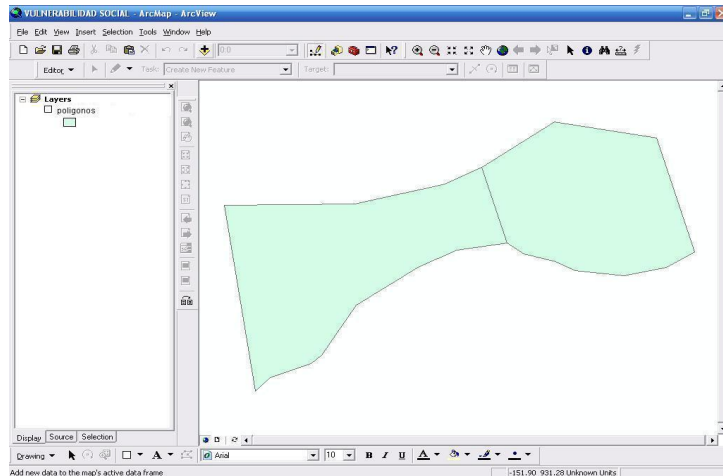 VULNERABILIDAD SOCIAL - ArcMap - ArcView
File Edit View Insert Selection Tools Window Help
0:0
Editor Task: Create New Feature Target:
Layers
poligonos
Display Source Selection
Drawing A Arial 10 B I U A
Add new data to the map's active data frame
-151.90 931.28 Unknown Units